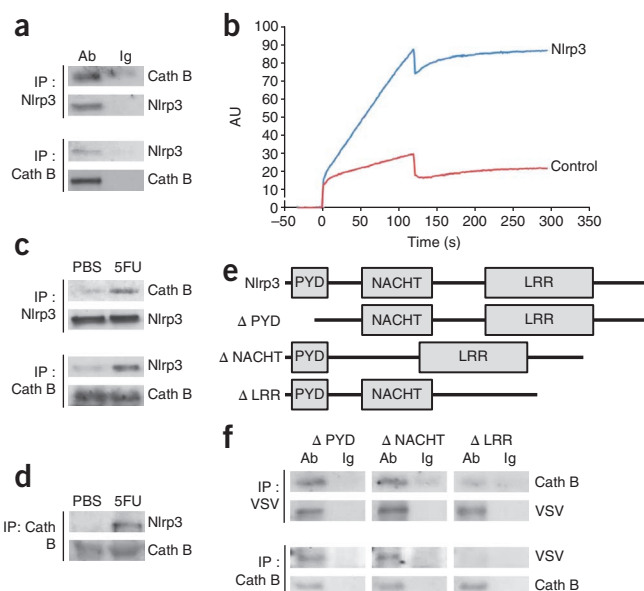 a
Ab Ig
IP :
Nlrp3
Cath B
Nlrp3
IP :
Cath B
Nlrp3
Cath B
b
AU
100
90
80
70
60
50
40
30
20
10
0
−50 0 50 100 150 200 250 300 350
Time (s)
Nlrp3
Control
c
PBS 5FU
IP :
Nlrp3
Cath B
Nlrp3
IP :
Cath B
Nlrp3
Cath B
d
PBS 5FU
IP: Cath
B
Nlrp3
Cath B
e
Nlrp3 PYD NACHT LRR
Δ PYD NACHT LRR
Δ NACHT PYD LRR
Δ LRR PYD NACHT
f
Δ PYD Δ NACHT Δ LRR
Ab Ig Ab Ig Ab Ig
IP :
VSV
Cath B
VSV
IP :
Cath B
VSV
Cath B